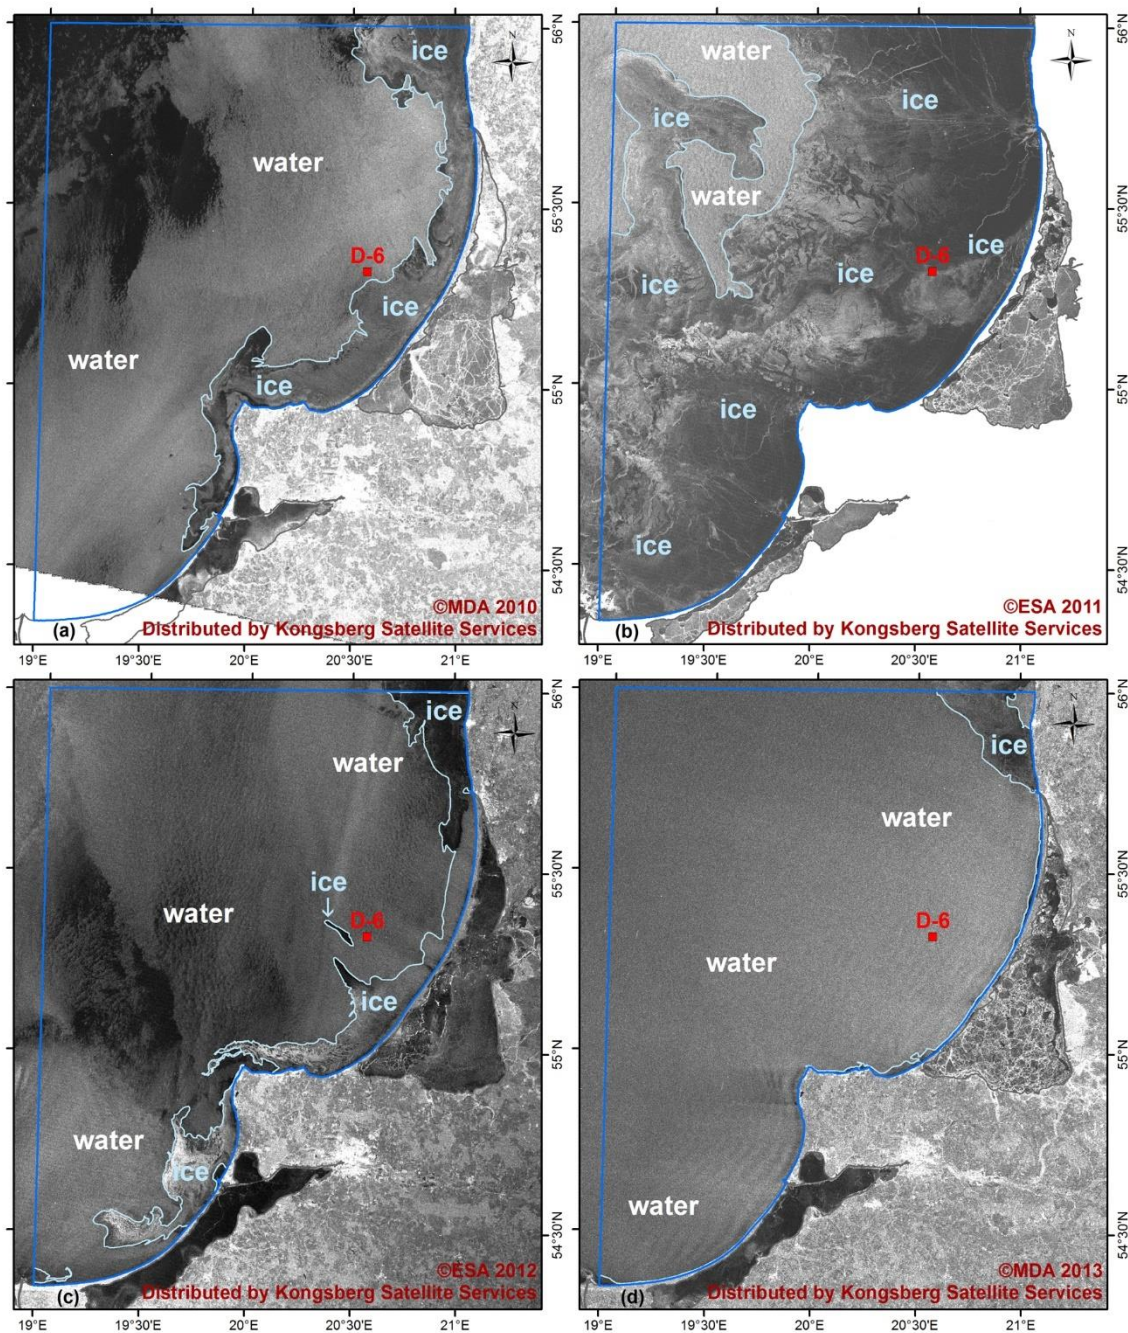 ice
N
water
D-6
ice
water
ice
©MDA 2010
(a) Distributed by Kongsberg Satellite Services
19°E 19°30'E 20°E 20°30'E 21°E
water
N
ice
ice
water
ice
D-6
ice
ice
ice
ice
©ESA 2011
(b) Distributed by Kongsberg Satellite Services
19°E 19°30'E 20°E 20°30'E 21°E
56°N
55°30'N
55°N
54°30'N
ice
N
water
ice
water
D-6
ice
water
ice
©ESA 2012
(c) Distributed by Kongsberg Satellite Services
19°E 19°30'E 20°E 20°30'E 21°E
56°N
55°30'N
55°N
54°30'N
N
ice
water
D-6
water
water
©MDA 2013
(d) Distributed by Kongsberg Satellite Services
19°E 19°30'E 20°E 20°30'E 21°E
56°N
55°30'N
55°N
54°30'N
56°N
55°30'N
55°N
54°30'N